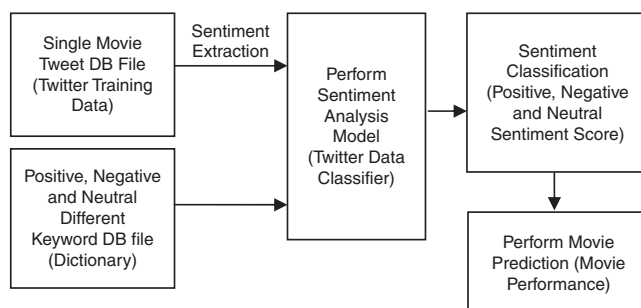 Single Movie
Tweet DB File
(Twitter Training
Data)
Sentiment
Extraction
Positive, Negative
and Neutral
Different
Keyword DB file
(Dictionary)
Perform
Sentiment
Analysis
Model
(Twitter Data
Classifier)
Sentiment
Classification
(Positive, Negative
and Neutral
Sentiment Score)
Perform Movie
Prediction (Movie
Performance)